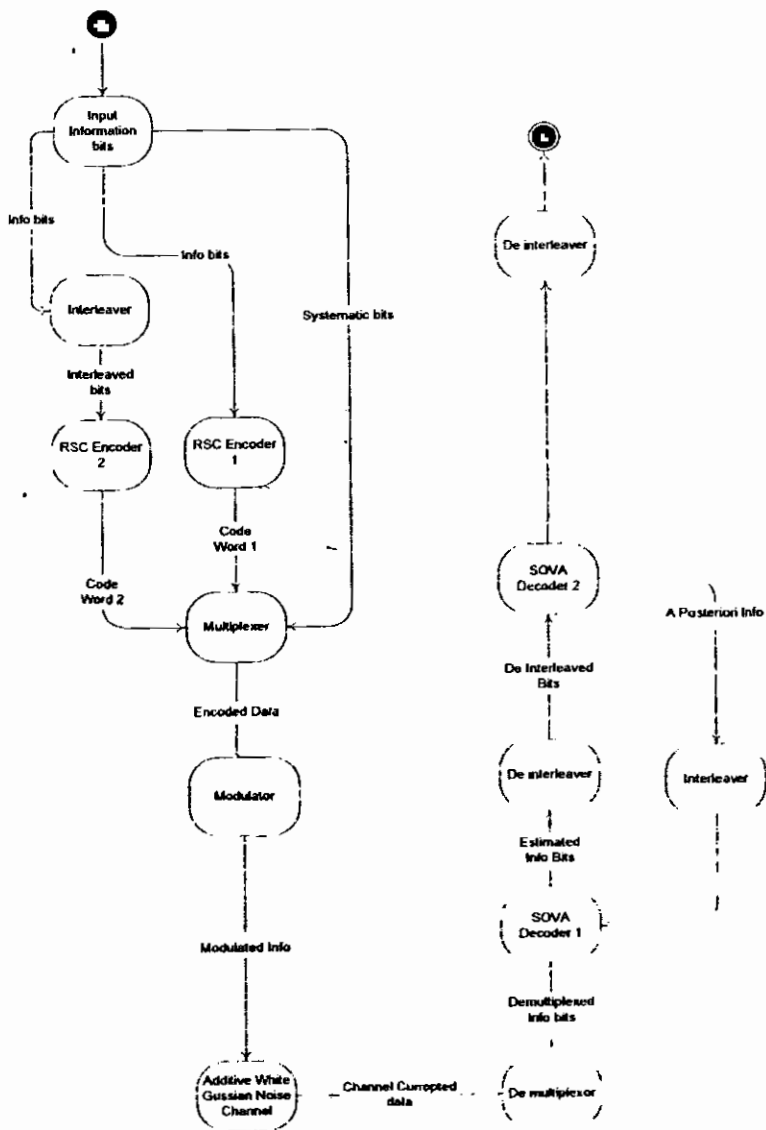 Input
Information
bits
Info bits
Info bits
Systematic bits
Interleaver
Interleaved
bits
RSC Encoder
2
RSC Encoder
1
Code
Word 1
Code
Word 2
Multiplexer
Encoded Data
Modulator
Modulated Info
Additive White
Gussian Noise
Channel
Channel Currupted
data
De multiplexor
Demultiplexed
Info bits
SOVA
Decoder 1
Estimated
Info Bits
De interleaver
Interleaver
De Interleaved
Bits
A Posteriori Info
SOVA
Decoder 2
De interleaver